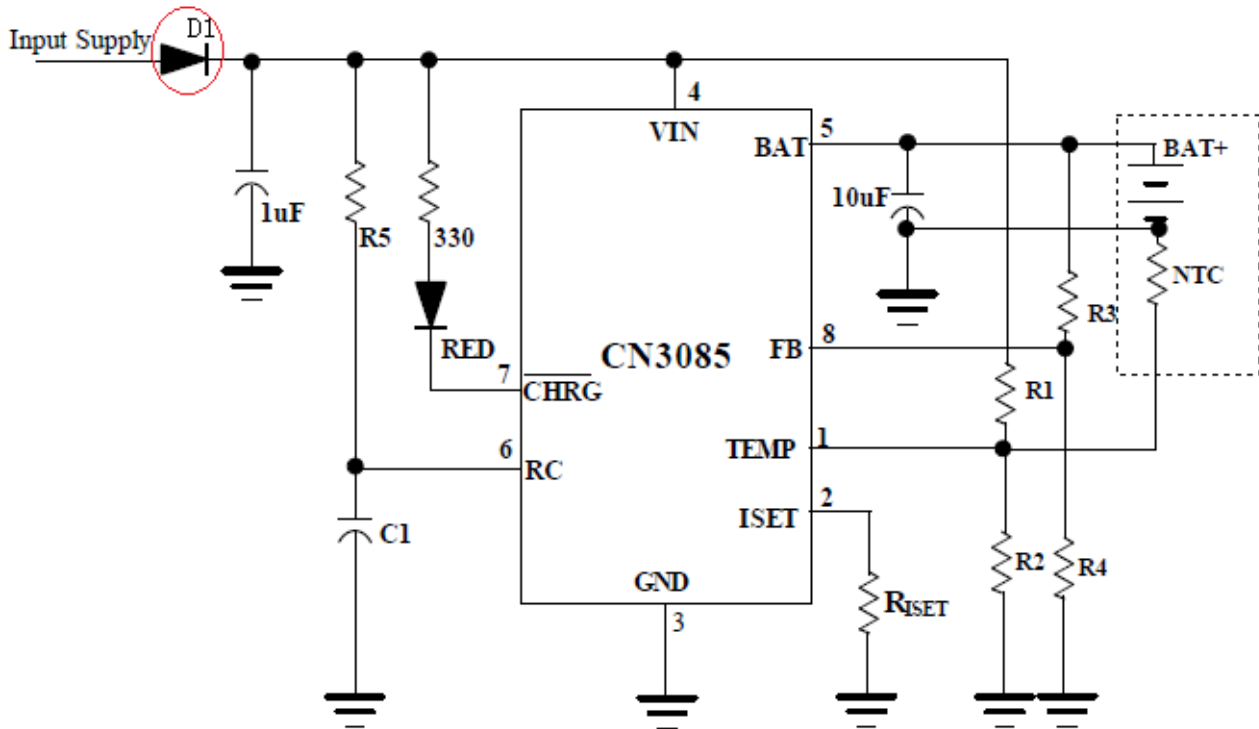 D1
Input Supply
4
VIN
5
BAT
BAT+
1uF
R5
330
10uF
NTC
R3
RED
CN3085
8
FB
7
CHRG
R1
6
RC
TEMP
1
2
ISET
C1
R2
R4
GND
RISET
3